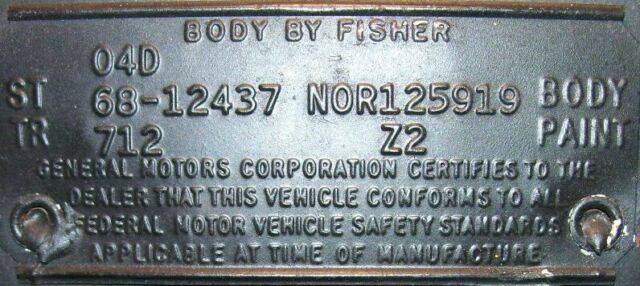 BODY BY FISHER
04D
ST 68-12437 NOR125919 BODY
TR 712 Z2 PAINT
GENERAL MOTORS CORPORATION CERTIFIES TO THE
DEALER THAT THIS VEHICLE CONFORMS TO ALL
FEDERAL MOTOR VEHICLE SAFETY STANDARDS
APPLICABLE AT TIME OF MANUFACTURE